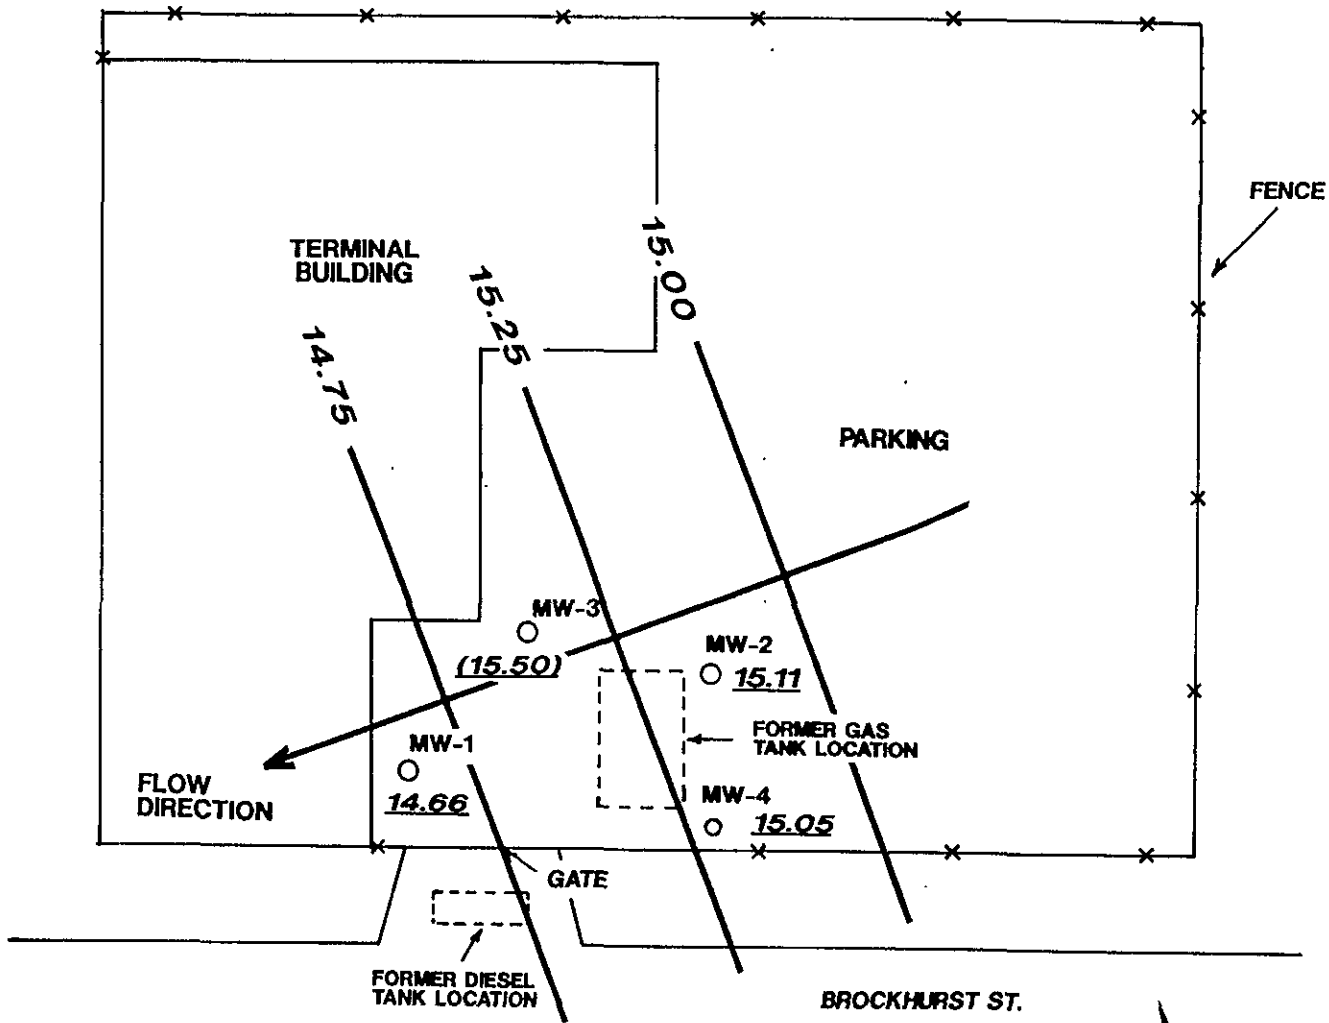 FENCE
TERMINAL
BUILDING
15.00
15.25
14.75
PARKING
MW-3
(15.50)
MW-2
15.11
FORMER GAS
TANK LOCATION
MW-1
14.66
FLOW
DIRECTION
MW-4
15.05
GATE
FORMER DIESEL
TANK LOCATION
BROCKHURST ST.